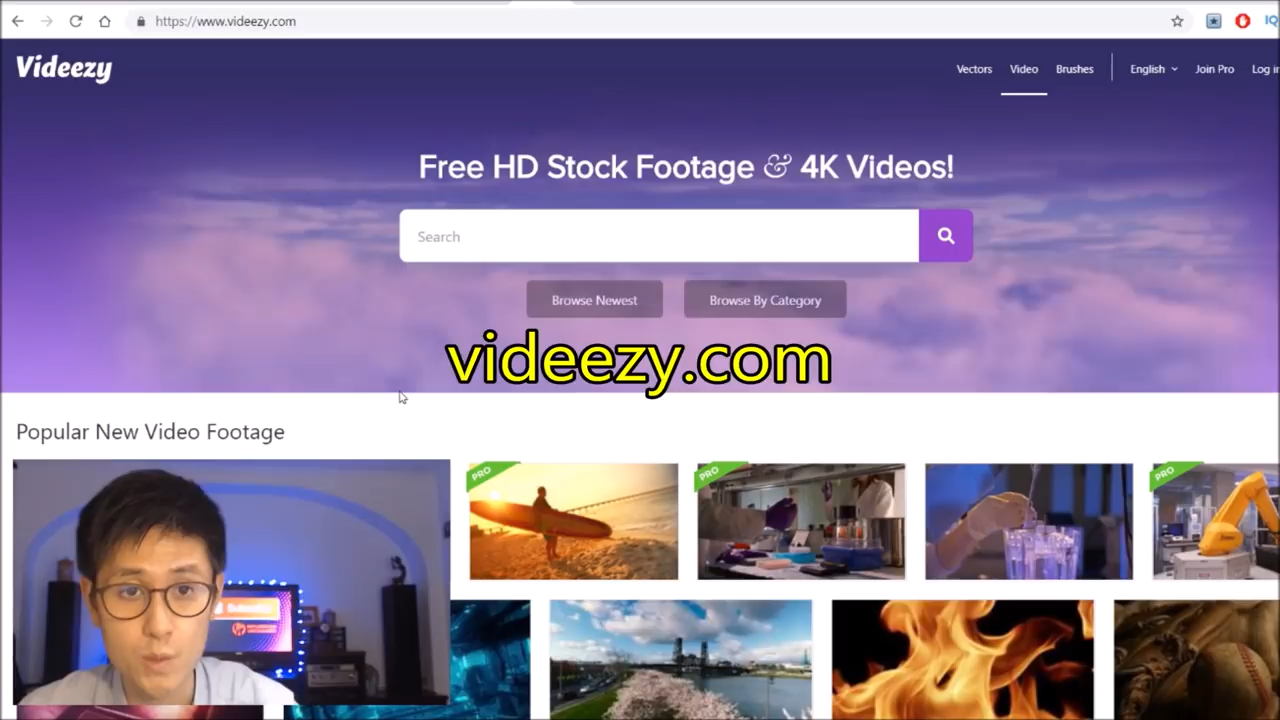 https://www.videezy.com
IQ
Videezy
Vectors Video Brushes English Join Pro Log in
Free HD Stock Footage & 4K Videos!
Search
Browse Newest Browse By Category
videezy.com
Popular New Video Footage
PRO PRO PRO